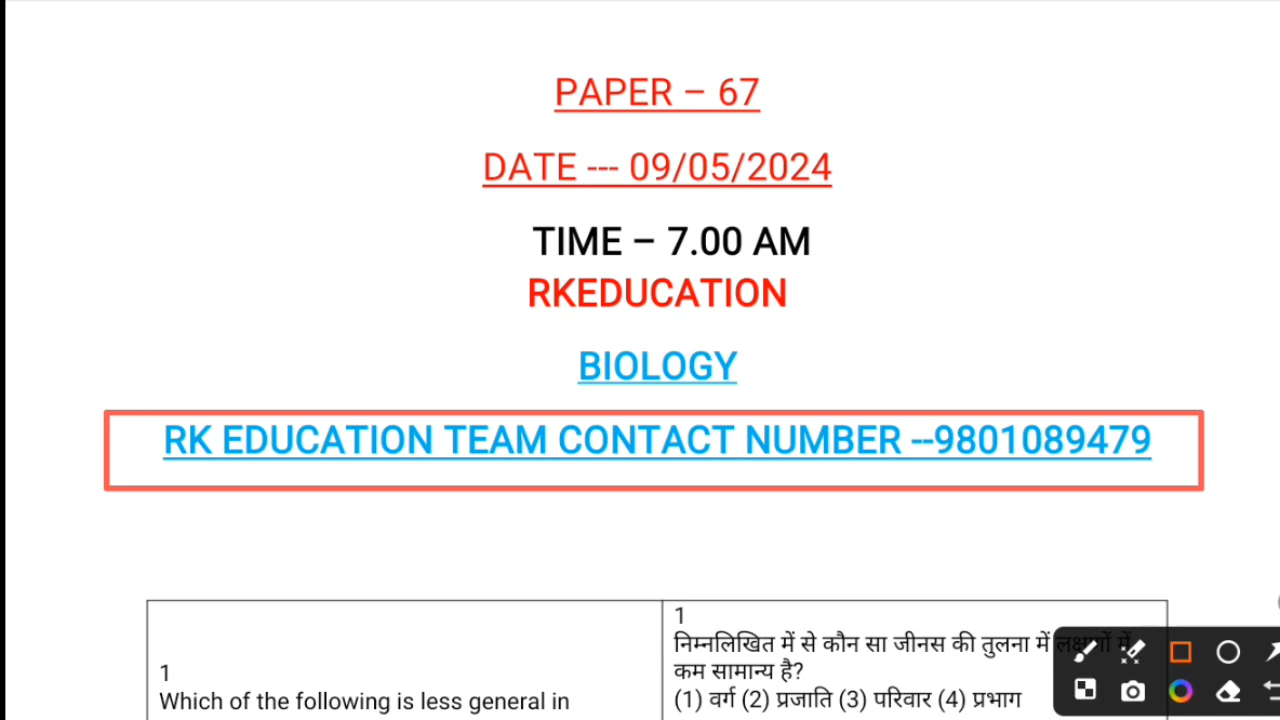 PAPER – 67
DATE --- 09/05/2024
TIME – 7.00 AM
RKEDUCATION
BIOLOGY
RK EDUCATION TEAM CONTACT NUMBER --9801089479
1
Which of the following is less general in
1
निम्नलिखित में से कौन सा जीनस की तुलना में लक्षणों में
कम सामान्य है?
(1) वर्ग (2) प्रजाति (3) परिवार (4) प्रभाग